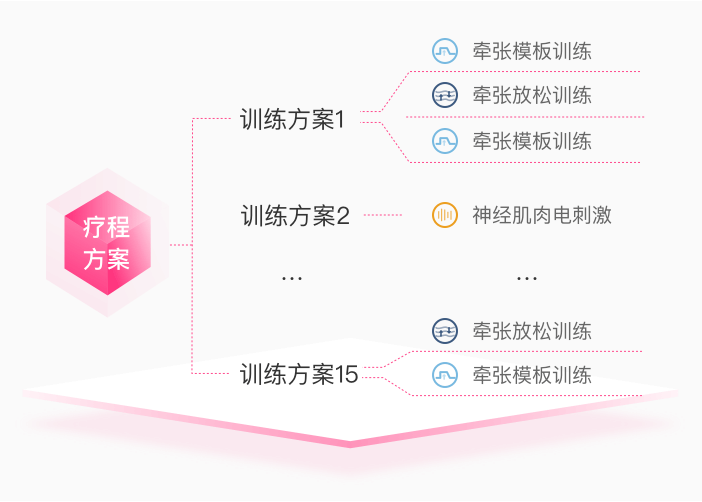 疗程
方案
训练方案1
牵张模板训练
牵张放松训练
牵张模板训练
训练方案2
神经肌肉电刺激
...
...
训练方案15
牵张放松训练
牵张模板训练